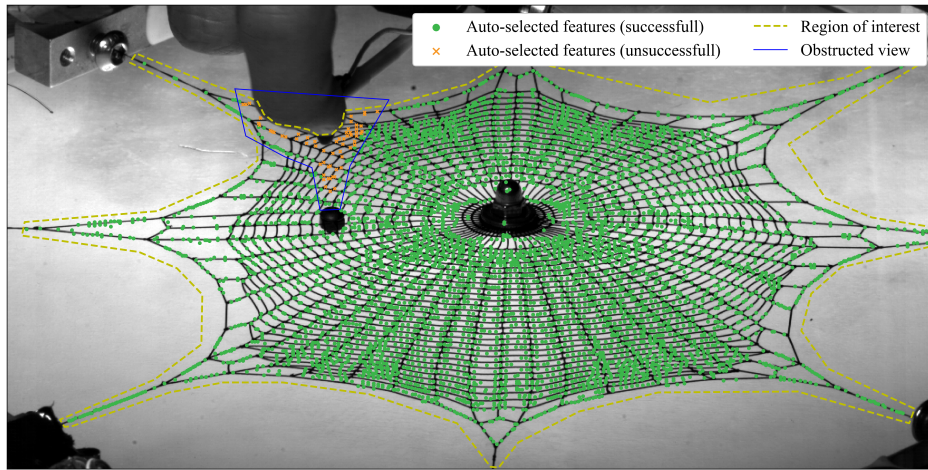 Auto-selected features (successfull)
Auto-selected features (unsuccessfull)
Region of interest
Obstructed view